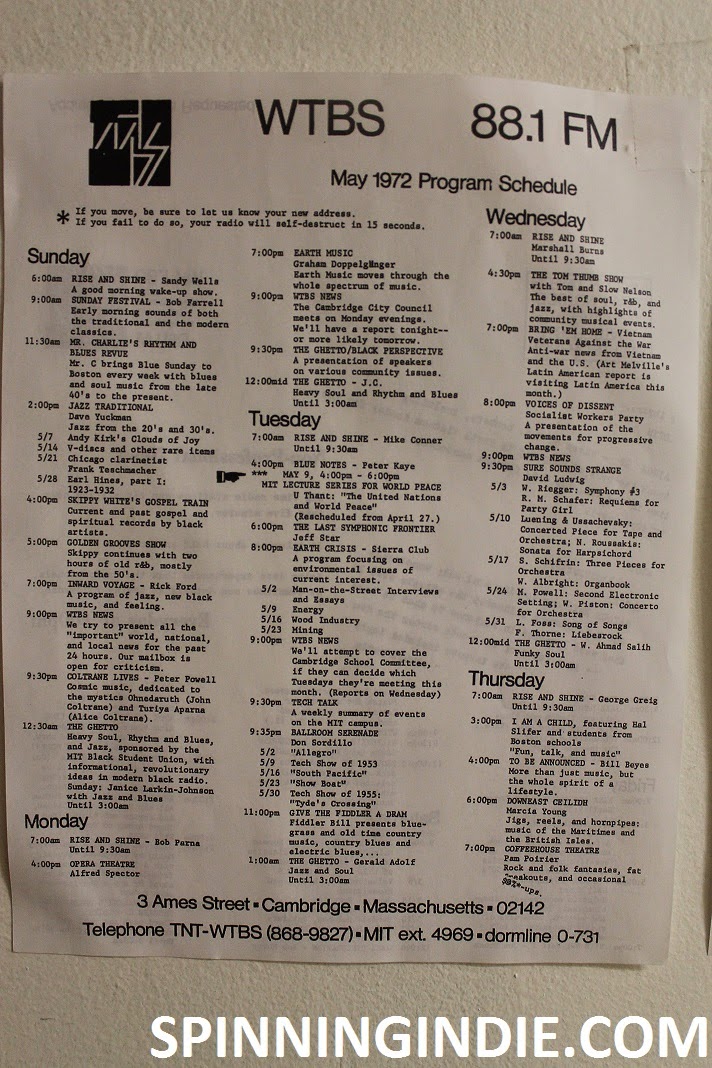 WTBS 88.1 FM
May 1972 Program Schedule
* If you move, be sure to let us know your new address.
If you fail to do so, your radio will self-destruct in 15 seconds.
Sunday
6:00am RISE AND SHINE - Sandy Wells
A good morning wake-up show.
9:00am SUNDAY FESTIVAL - Bob Farrell
Early morning sounds of both
the traditional and the modern
classics.
11:30am MR. CHARLIE'S RHYTHM AND
BLUES REVUE
Mr. C brings Blue Sunday to
Boston every week with blues
and soul music from the late
40's to the present.
2:00pm JAZZ TRADITIONAL
Dave Yuckman
Jazz from the 20's and 30's.
5/7 Andy Kirk's Clouds of Joy
5/14 V-discs and other rare items
5/21 Chicago clarinetist
Frank Teschmacher
5/28 Earl Hines, part I:
1923-1932
4:00pm SKIPPY WHITE'S GOSPEL TRAIN
Current and past gospel and
spiritual records by black
artists.
5:00pm GOLDEN GROOVES SHOW
Skippy continues with two
hours of old r&b, mostly
from the 50's.
7:00pm INWARD VOYAGE - Rick Ford
A program of jazz, new black
music, and feeling.
9:00pm WTBS NEWS
We try to present all the
"important" world, national,
and local news for the past
24 hours. Our mailbox is
open for criticism.
9:30pm COLTRANE LIVES - Peter Powell
Cosmic music, dedicated to
the mystics Ohnedaruth (John
Coltrane) and Turiya Aparna
(Alice Coltrane).
12:30am THE GHETTO
Heavy Soul, Rhythm and Blues,
and Jazz, sponsored by the
MIT Black Student Union, with
informational, revolutionary
ideas in modern black radio.
Sunday: Janice Larkin-Johnson
with Jazz and Blues
Until 3:00am
Monday
7:00am RISE AND SHINE - Bob Parna
Until 9:30am
4:00pm OPERA THEATRE
Alfred Spector
7:00pm EARTH MUSIC
Graham Doppelgänger
Earth Music moves through the
whole spectrum of music.
9:00pm WTBS NEWS
The Cambridge City Council
meets on Monday evenings.
We'll have a report tonight--
or more likely tomorrow.
9:30pm THE GHETTO/BLACK PERSPECTIVE
A presentation of speakers
on various community issues.
12:00mid THE GHETTO - J.C.
Heavy Soul and Rhythm and Blues
Until 3:00am
Tuesday
7:00am RISE AND SHINE - Mike Conner
Until 9:30am
4:00pm BLUE NOTES - Peter Kaye
*** MAY 9, 4:00pm - 6:00pm
MIT LECTURE SERIES FOR WORLD PEACE
U Thant: "The United Nations
and World Peace"
(Rescheduled from April 27.)
6:00pm THE LAST SYMPHONIC FRONTIER
Jeff Star
8:00pm EARTH CRISIS - Sierra Club
A program focusing on
environmental issues of
current interest.
5/2 Man-on-the-Street Interviews
and Essays
5/9 Energy
5/16 Wood Industry
5/23 Mining
9:00pm WTBS NEWS
We'll attempt to cover the
Cambridge School Committee,
if they can decide which
Tuesdays they're meeting this
month. (Reports on Wednesday)
9:30pm TECH TALK
A weekly summary of events
on the MIT campus.
9:35pm BALLROOM SERENADE
Don Sordillo
5/2 "Allegro"
5/9 Tech Show of 1953
5/16 "South Pacific"
5/23 "Show Boat"
5/30 Tech Show of 1955:
"Tyde's Crossing"
11:00pm GIVE THE FIDDLER A DRAM
Fiddler Bill presents blue-
grass and old time country
music, country blues and
electric blues,...
1:00am THE GHETTO - Gerald Adolf
Jazz and Soul
Until 3:00am
Wednesday
7:00am RISE AND SHINE
Marshall Burns
Until 9:30am
4:30pm THE TOM THUMB SHOW
with Tom and Slow Nelson
The best of soul, r&b, and
jazz, with highlights of
community musical events.
7:00pm BRING 'EM HOME - Vietnam
Veterans Against the War
Anti-war news from Vietnam
and the U.S. (Art Melville's
Latin American report is
visiting Latin America this
month.)
8:00pm VOICES OF DISSENT
Socialist Workers Party
A presentation of the
movements for progressive
change.
9:00pm WTBS NEWS
9:30pm SURE SOUNDS STRANGE
David Ludwig
5/3 W. Riegger: Symphony #3
R. M. Schafer: Requiems for
Party Girl
5/10 Luening & Ussachevsky:
Concerted Piece for Tape and
Orchestra; N. Roussakis:
Sonata for Harpsichord
5/17 S. Schifrin: Three Pieces for
Orchestra
W. Albright: Organbook
5/24 M. Powell: Second Electronic
Setting; W. Piston: Concerto
for Orchestra
5/31 L. Foss: Song of Songs
F. Thorne: Liebesrock
12:00mid THE GHETTO - W. Ahmad Salih
Funky Soul
Until 3:00am
Thursday
7:00am RISE AND SHINE - George Greig
Until 9:30am
3:00pm I AM A CHILD, featuring Hal
Slifer and students from
Boston schools
"Fun, talk, and music"
4:00pm TO BE ANNOUNCED - Bill Beyes
More than just music, but
the whole spirit of a
lifestyle.
6:00pm DOWNEAST CEILIDH
Marcia Young
Jigs, reels, and hornpipes:
music of the Maritimes and
the British Isles.
7:00pm COFFEEHOUSE THEATRE
Pam Poirier
Rock and folk fantasies, fat
freakouts, and occasional
3 Ames Street ▪ Cambridge ▪ Massachusetts ▪ 02142
Telephone TNT-WTBS (868-9827) ▪ MIT ext. 4969 ▪ dormline 0-731
SPINNINGINDIE.COM